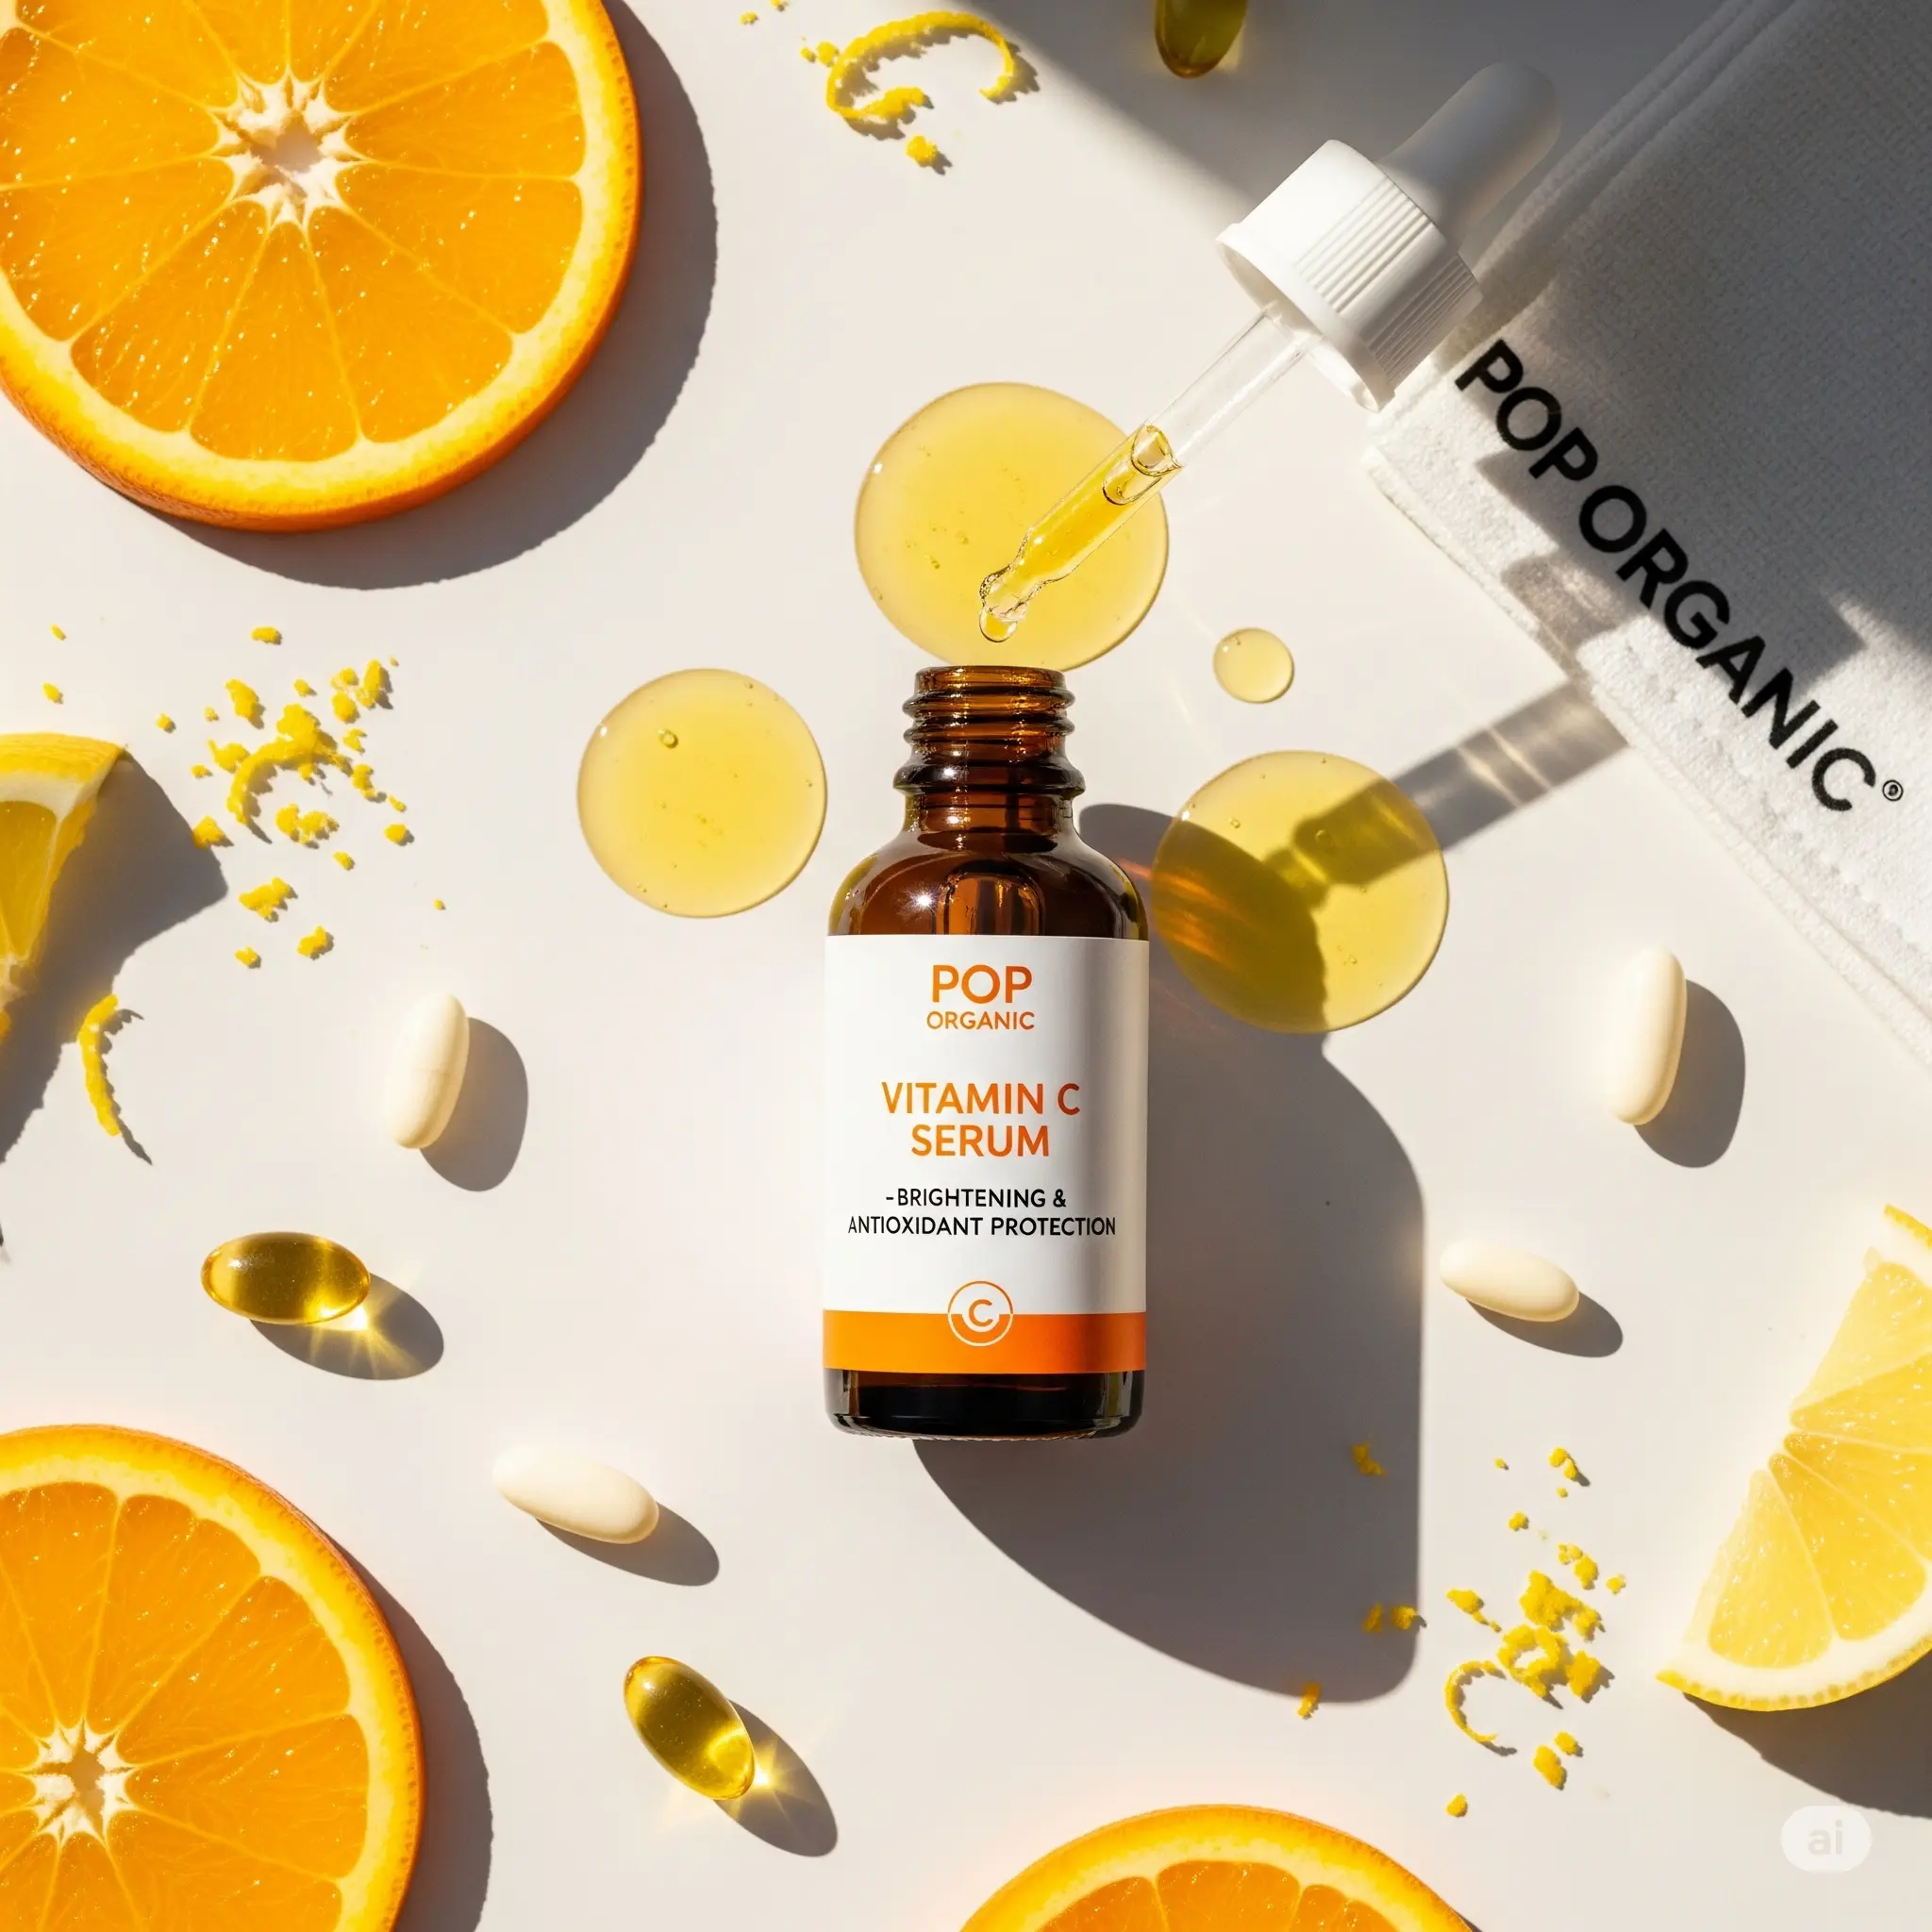 POP ORGANIC®
POP
ORGANIC
VITAMIN C
SERUM
-BRIGHTENING &
ANTIOXIDANT PROTECTION
C
ai